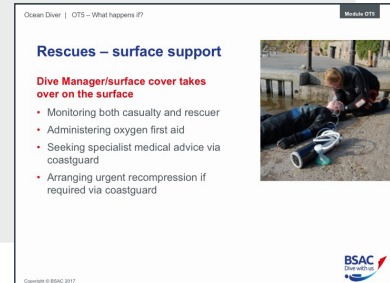 Ocean Diver | OT5 – What happens if?
Module OT5
Rescues – surface support
Dive Manager/surface cover takes
over on the surface
• Monitoring both casualty and rescuer
• Administering oxygen first aid
• Seeking specialist medical advice via
coastguard
• Arranging urgent recompression if
required via coastguard
BSAC
Dive with us
Copyright © BSAC 2017